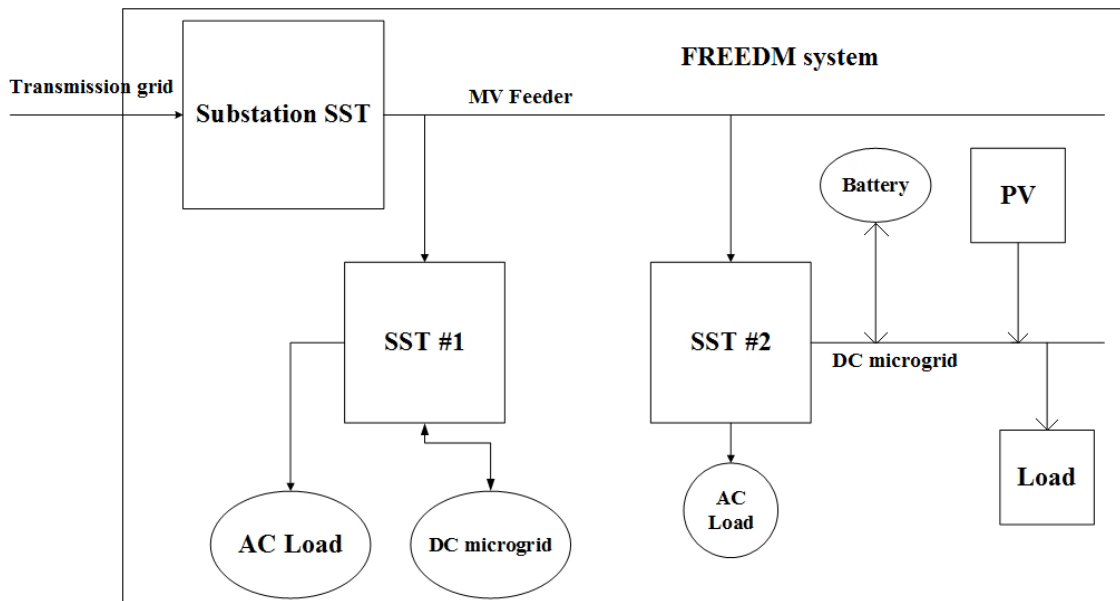 FREEDM system
Transmission grid
Substation SST
MV Feeder
Battery
PV
SST #1
SST #2
DC microgrid
AC Load
DC microgrid
AC
Load
Load